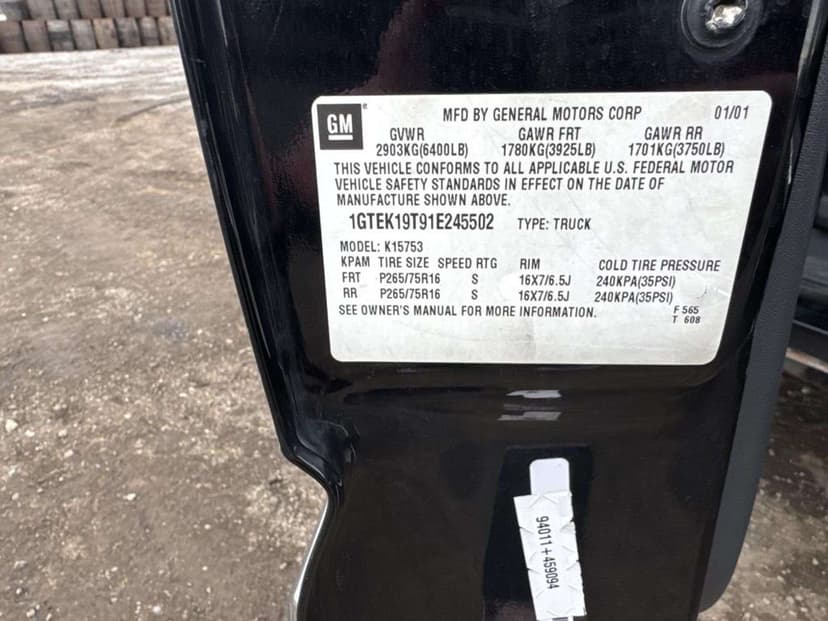 GM ®
MFD BY GENERAL MOTORS CORP 01/01
GVWR GAWR FRT GAWR RR
2903KG(6400LB) 1780KG(3925LB) 1701KG(3750LB)
THIS VEHICLE CONFORMS TO ALL APPLICABLE U.S. FEDERAL MOTOR
VEHICLE SAFETY STANDARDS IN EFFECT ON THE DATE OF
MANUFACTURE SHOWN ABOVE.
1GTEK19T91E245502 TYPE: TRUCK
MODEL: K15753
KPAM TIRE SIZE SPEED RTG RIM COLD TIRE PRESSURE
FRT P265/75R16 S 16X7/6.5J 240KPA(35PSI)
RR P265/75R16 S 16X7/6.5J 240KPA(35PSI)
SEE OWNER'S MANUAL FOR MORE INFORMATION. F 565
T 608
94011+459094